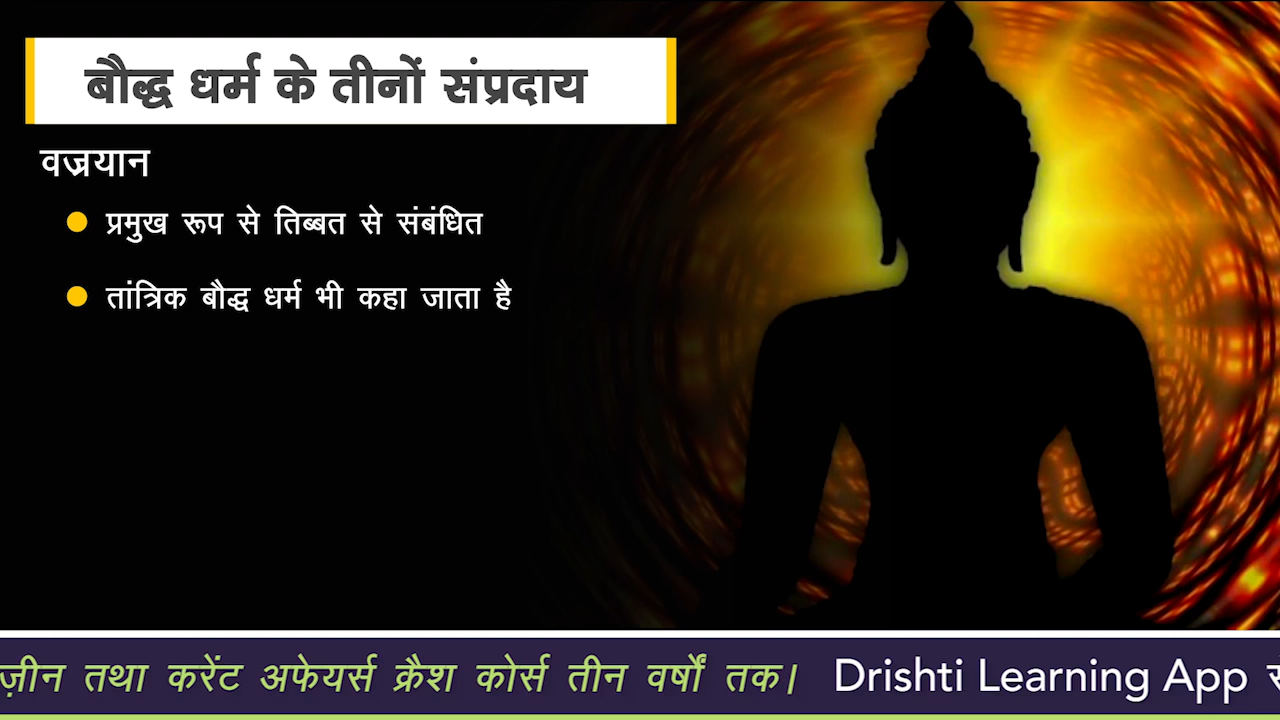 बौद्ध धर्म के तीनों संप्रदाय
वज्रयान
प्रमुख रूप से तिब्बत से संबंधित
तांत्रिक बौद्ध धर्म भी कहा जाता है
तथा करेंट अफेयर्स क्रैश कोर्स तीन वर्षों तक। Drishti Learning App